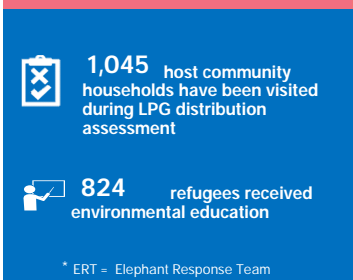 1,045 host community
households have been visited
during LPG distribution
assessment
824 refugees received
environmental education
* ERT = Elephant Response Team